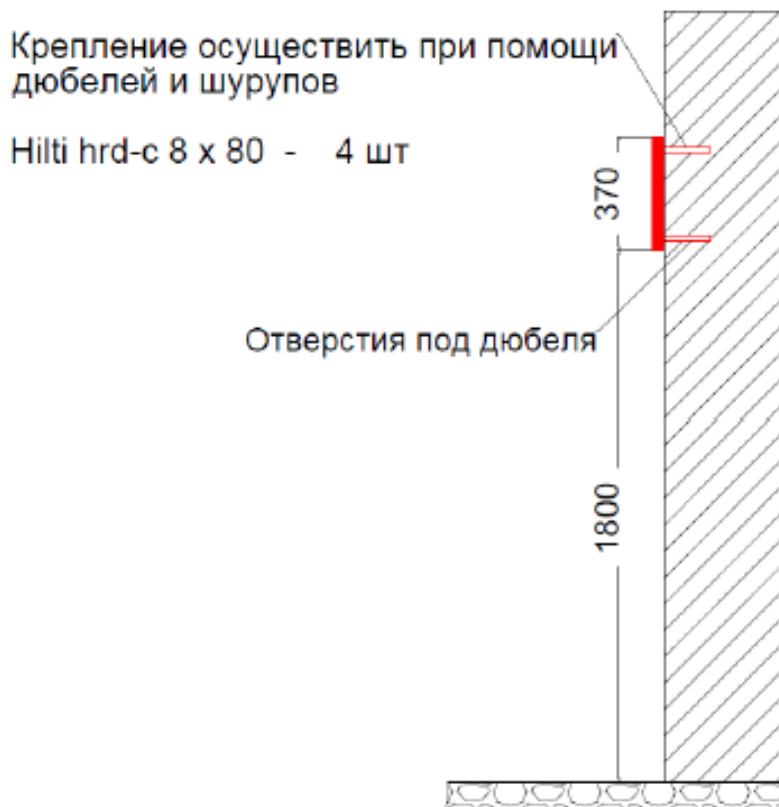 Крепление осуществить при помощи
дюбелей и шурупов
Hilti hrd-c 8 x 80 - 4 шт
370
Отверстия под дюбеля
1800